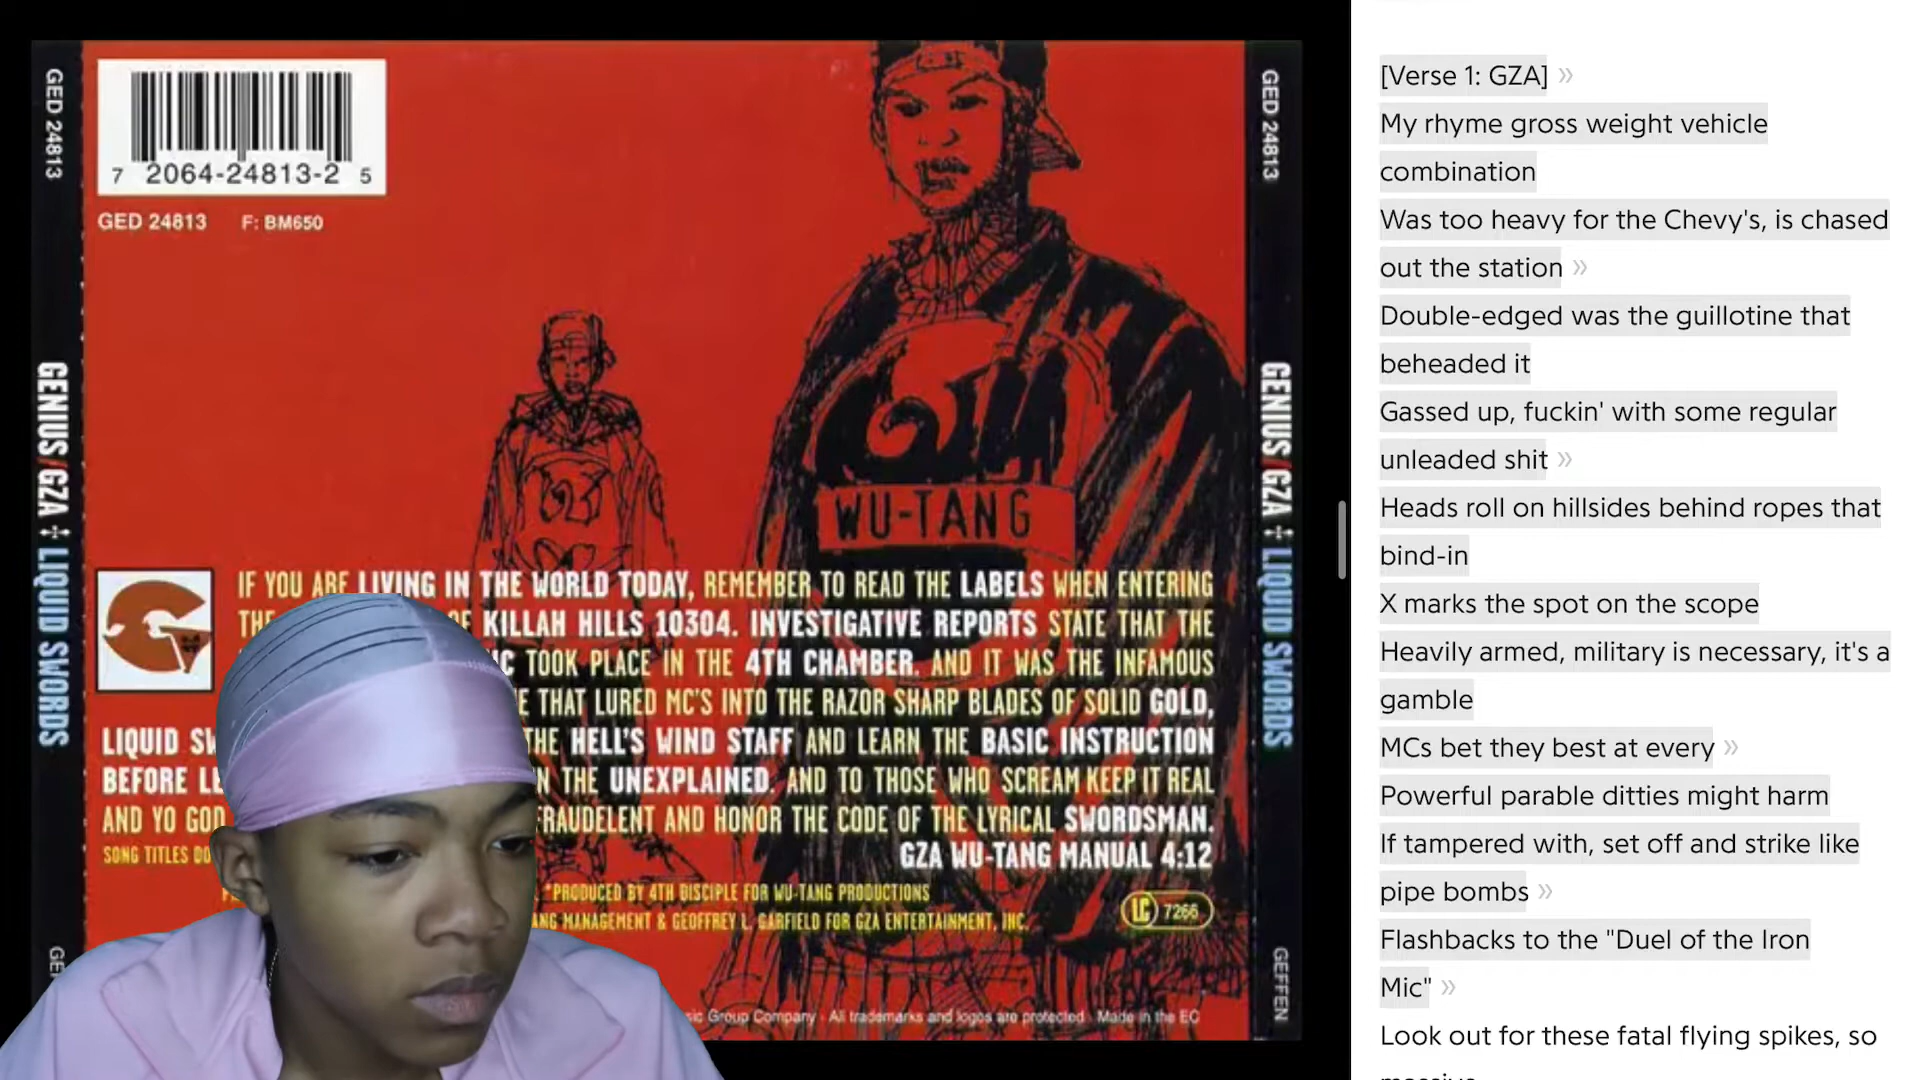 GED 24813
GENIUS/GZA LIQUID SWORDS
7 2064-24813-2 5
GED 24813 F: BM650
WU-TANG
IF YOU ARE LIVING IN THE WORLD TODAY, REMEMBER TO READ THE LABELS WHEN ENTERING
OF KILLAH HILLS 10304. INVESTIGATIVE REPORTS STATE THAT THE
TOOK PLACE IN THE 4TH CHAMBER. AND IT WAS THE INFAMOUS
THAT LURED MC'S INTO THE RAZOR SHARP BLADES OF SOLID GOLD,
LIQUID THE HELL'S WIND STAFF AND LEARN THE BASIC INSTRUCTION
BEFORE THE UNEXPLAINED. AND TO THOSE WHO SCREAM KEEP IT REAL
AND YO GOD FRAUDELENT AND HONOR THE CODE OF THE LYRICAL SWORDSMAN.
SONG TITLES GZA WU-TANG MANUAL 4:12
*PRODUCED BY 4TH DISCIPLE FOR WU-TANG PRODUCTIONS
MANAGEMENT & GEOFFREY L. GARFIELD FOR GZA ENTERTAINMENT, INC.
LC 7266
Group Company · All trademarks and logos are protected · Made in the EC
GED 24813
GENIUS/GZA LIQUID SWORDS
GEFFEN
[Verse 1: GZA] »
My rhyme gross weight vehicle
combination
Was too heavy for the Chevy's, is chased
out the station »
Double-edged was the guillotine that
beheaded it
Gassed up, fuckin' with some regular
unleaded shit »
Heads roll on hillsides behind ropes that
bind-in
X marks the spot on the scope
Heavily armed, military is necessary, it's a
gamble
MCs bet they best at every »
Powerful parable ditties might harm
If tampered with, set off and strike like
pipe bombs »
Flashbacks to the "Duel of the Iron
Mic" »
Look out for these fatal flying spikes, so